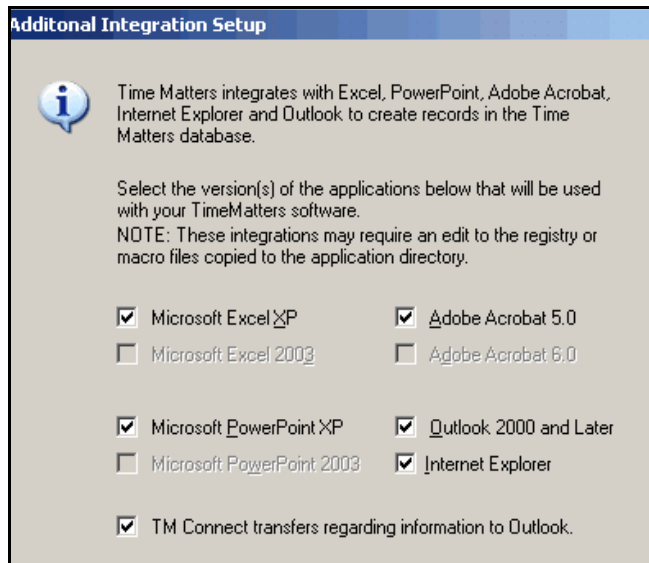 Additonal Integration Setup
Time Matters integrates with Excel, PowerPoint, Adobe Acrobat,
Internet Explorer and Outlook to create records in the Time
Matters database.
Select the version(s) of the applications below that will be used
with your TimeMatters software.
NOTE: These integrations may require an edit to the registry or
macro files copied to the application directory.
Microsoft Excel XP
Adobe Acrobat 5.0
Microsoft Excel 2003
Adobe Acrobat 6.0
Microsoft PowerPoint XP
Outlook 2000 and Later
Microsoft PowerPoint 2003
Internet Explorer
TM Connect transfers regarding information to Outlook.